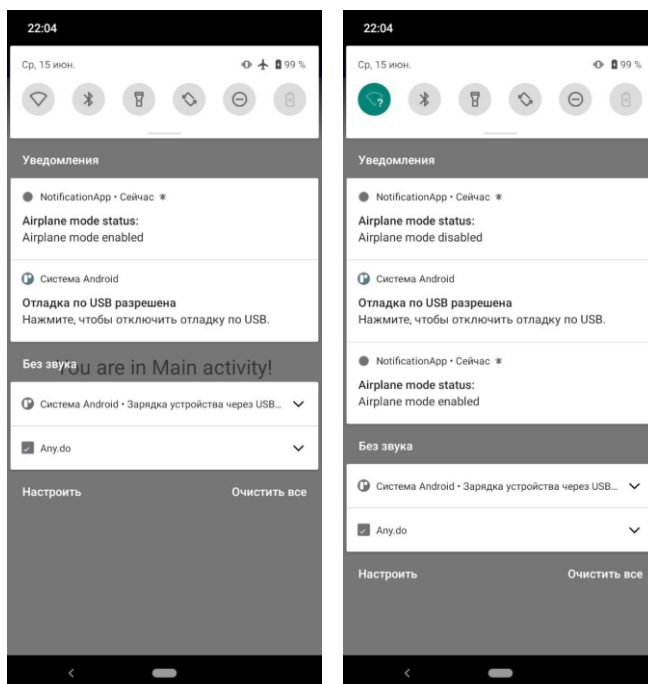 22:04
Ср, 15 июн.
99 %
Уведомления
NotificationApp • Сейчас
Airplane mode status:
Airplane mode enabled
Система Android
Отладка по USB разрешена
Нажмите, чтобы отключить отладку по USB.
Без звука
You are in Main activity!
Система Android • Зарядка устройства через USB…
Any.do
Настроить
Очистить все
22:04
Ср, 15 июн.
99 %
Уведомления
NotificationApp • Сейчас
Airplane mode status:
Airplane mode disabled
Система Android
Отладка по USB разрешена
Нажмите, чтобы отключить отладку по USB.
NotificationApp • Сейчас
Airplane mode status:
Airplane mode enabled
Без звука
Система Android • Зарядка устройства через USB…
Any.do
Настроить
Очистить все